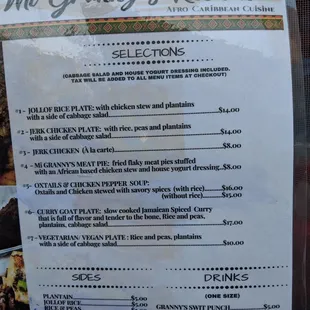 Mi Granny's
AFRO CARIBBEAN CUISINE
SELECTIONS
(CABBAGE SALAD AND HOUSE YOGURT DRESSING INCLUDED.
TAX WILL BE ADDED TO ALL MENU ITEMS AT CHECKOUT)
#1 - JOLLOF RICE PLATE: with chicken stew and plantains
with a side of cabbage salad $14.00
#2 - JERK CHICKEN PLATE: with rice, peas and plantains
with a side of cabbage salad $14.00
#3 - JERK CHICKEN (À la carte) $8.00
#4 - Mi GRANNY'S MEAT PIE: fried flaky meat pies stuffed
with an African based chicken stew and house yogurt dressing..$8.00
#5 - OXTAILS & CHICKEN PEPPER SOUP:
Oxtails and Chicken stewed with savory spices (with rice) $16.00
(without rice) $15.00
#6- CURRY GOAT PLATE: slow cooked Jamaican Spiced Curry
that is full of flavor and tender to the bone, Rice and peas,
plantains, cabbage salad $17.00
#7 - VEGETARIAN/VEGAN PLATE : Rice and peas, plantains
with a side of cabbage salad $10.00
SIDES
DRINKS
(ONE SIZE)
PLANTAIN $5.00
JOLLOF RICE $5.00
RICE & PEAS
GRANNY'S SWIT PUNCH $5.00